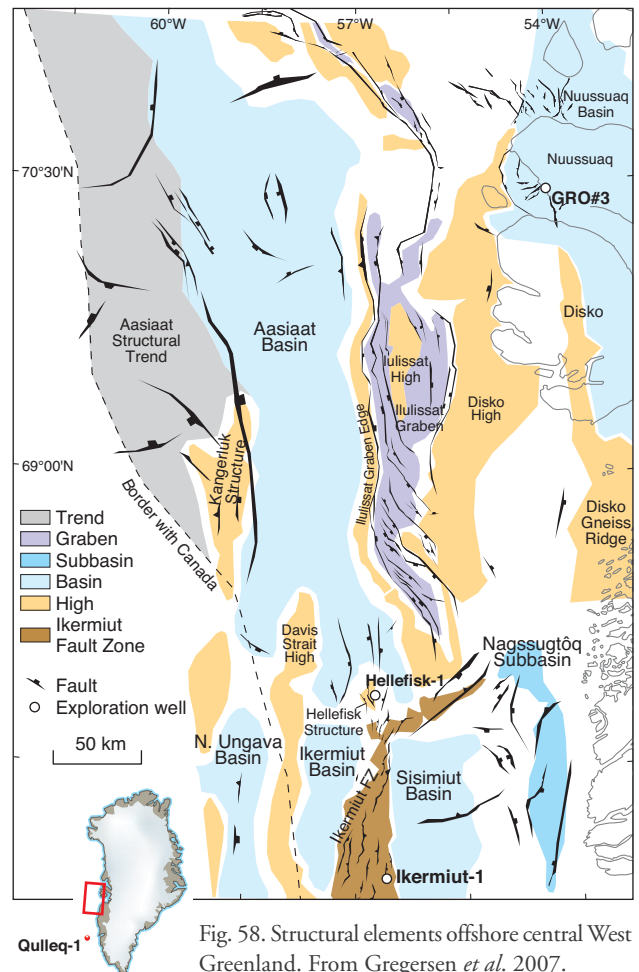 60°W
57°W
54°W
Nuussuaq
Basin
70°30'N
Nuussuaq
GRO#3
Aasiaat
Structural
Trend
Aasiaat
Basin
Disko
Ilulissat
High
Ilulissat
Graben
Disko
High
Kangerluk
Structure
Ilulissat Graben Edge
69°00'N
Border with Canada
Disko
Gneiss
Ridge
Trend
Graben
Subbasin
Basin
High
Ikermiut
Fault Zone
Fault
Exploration well
50 km
Davis
Strait
High
Nagssugtôq
Subbasin
Hellefisk-1
Hellefisk
Structure
N. Ungava
Basin
Ikermiut
Basin
Ikermiut FZ
Sisimiut
Basin
Ikermiut-1
Qulleq-1
Fig. 58. Structural elements offshore central West
Greenland. From Gregersen et al. 2007.